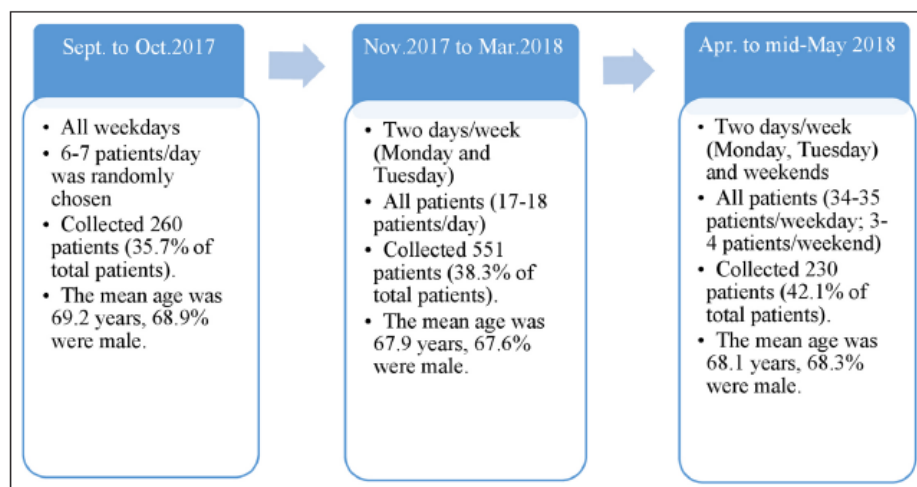 Sept. to Oct.2017
• All weekdays
• 6-7 patients/day
was randomly
chosen
• Collected 260
patients (35.7% of
total patients).
• The mean age was
69.2 years, 68.9%
were male.
Nov.2017 to Mar.2018
• Two days/week
(Monday and
Tuesday)
• All patients (17-18
patients/day)
• Collected 551
patients (38.3% of
total patients).
• The mean age was
67.9 years, 67.6%
were male.
Apr. to mid-May 2018
• Two days/week
(Monday, Tuesday)
and weekends
• All patients (34-35
patients/weekday; 3-
4 patients/weekend)
• Collected 230
patients (42.1% of
total patients).
• The mean age was
68.1 years, 68.3%
were male.